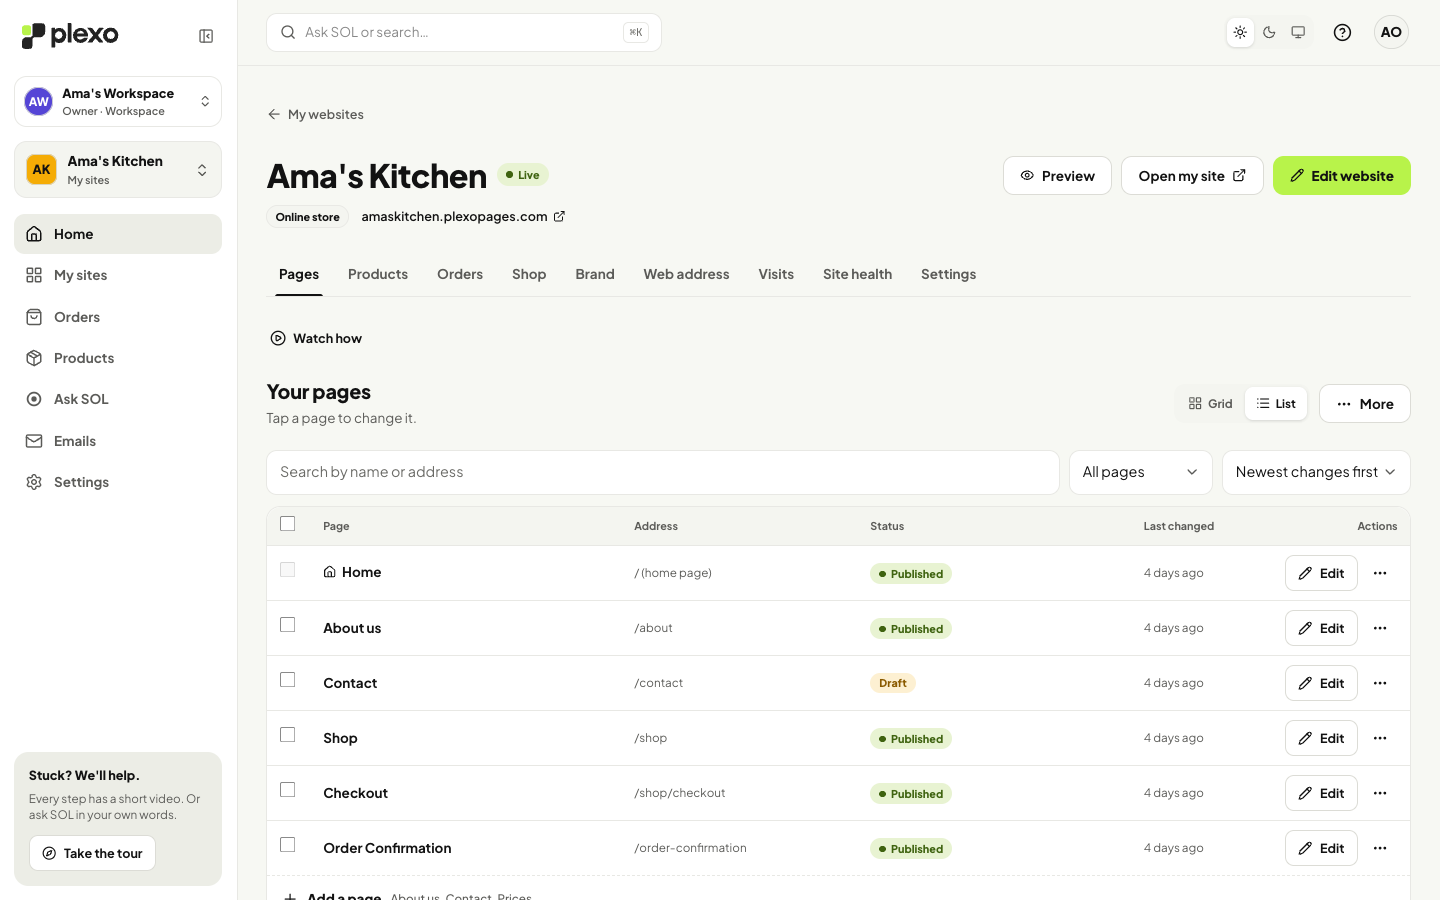 plexo
Ask SOL or search...
⌘K
AO
AW
Ama's Workspace
Owner · Workspace
AK
Ama's Kitchen
My sites
Home
My sites
Orders
Products
Ask SOL
Emails
Settings
Stuck? We'll help.
Every step has a short video. Or
ask SOL in your own words.
Take the tour
My websites
Ama's Kitchen
Live
Preview
Open my site
Edit website
Online store
amaskitchen.plexopages.com
Pages
Products
Orders
Shop
Brand
Web address
Visits
Site health
Settings
Watch how
Your pages
Tap a page to change it.
Grid
List
More
Search by name or address
All pages
Newest changes first
Page
Address
Status
Last changed
Actions
Home
/ (home page)
Published
4 days ago
Edit
About us
/about
Published
4 days ago
Edit
Contact
/contact
Draft
4 days ago
Edit
Shop
/shop
Published
4 days ago
Edit
Checkout
/shop/checkout
Published
4 days ago
Edit
Order Confirmation
/order-confirmation
Published
4 days ago
Edit
Add a page
About us, Contact, Prices